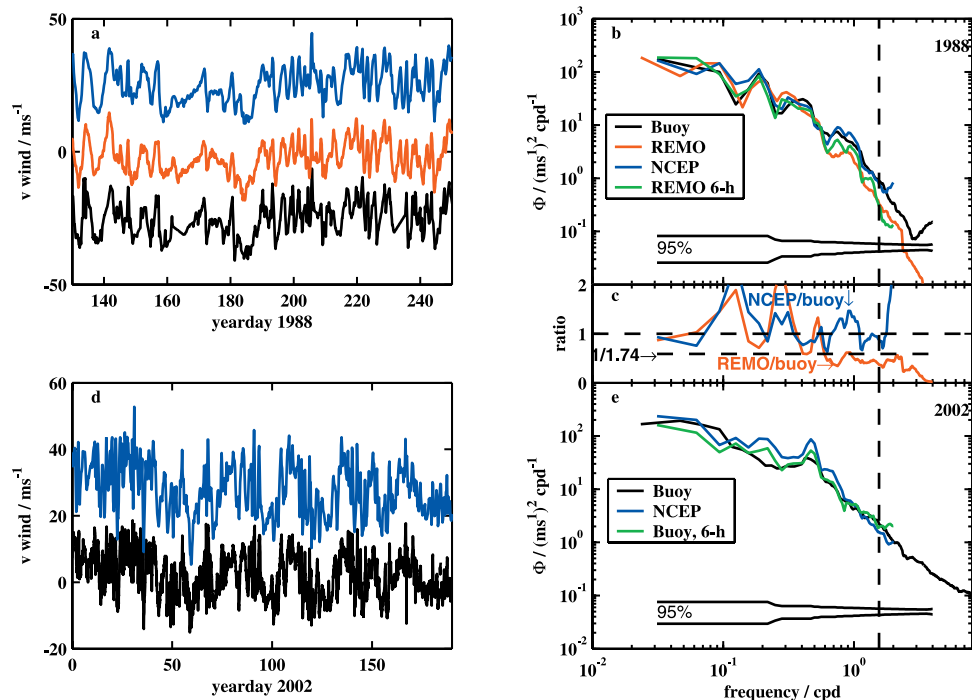 a
50
0
-50
v wind / ms⁻¹
140 160 180 200 220 240
yearday 1988
b
1988
10³
10²
10¹
10⁰
10⁻¹
10⁻²
Φ / (ms¹)² cpd⁻¹
Buoy
REMO
NCEP
REMO 6-h
95%
c
2
1
0
ratio
1/1.74→
NCEP/buoy↓
REMO/buoy→
d
60
40
20
0
-20
v wind / ms⁻¹
0 50 100 150
yearday 2002
e
2002
10²
10¹
10⁰
10⁻¹
10⁻²
Φ / (ms¹)² cpd⁻¹
Buoy
NCEP
Buoy, 6-h
95%
10⁻² 10⁻¹ 10⁰
frequency / cpd